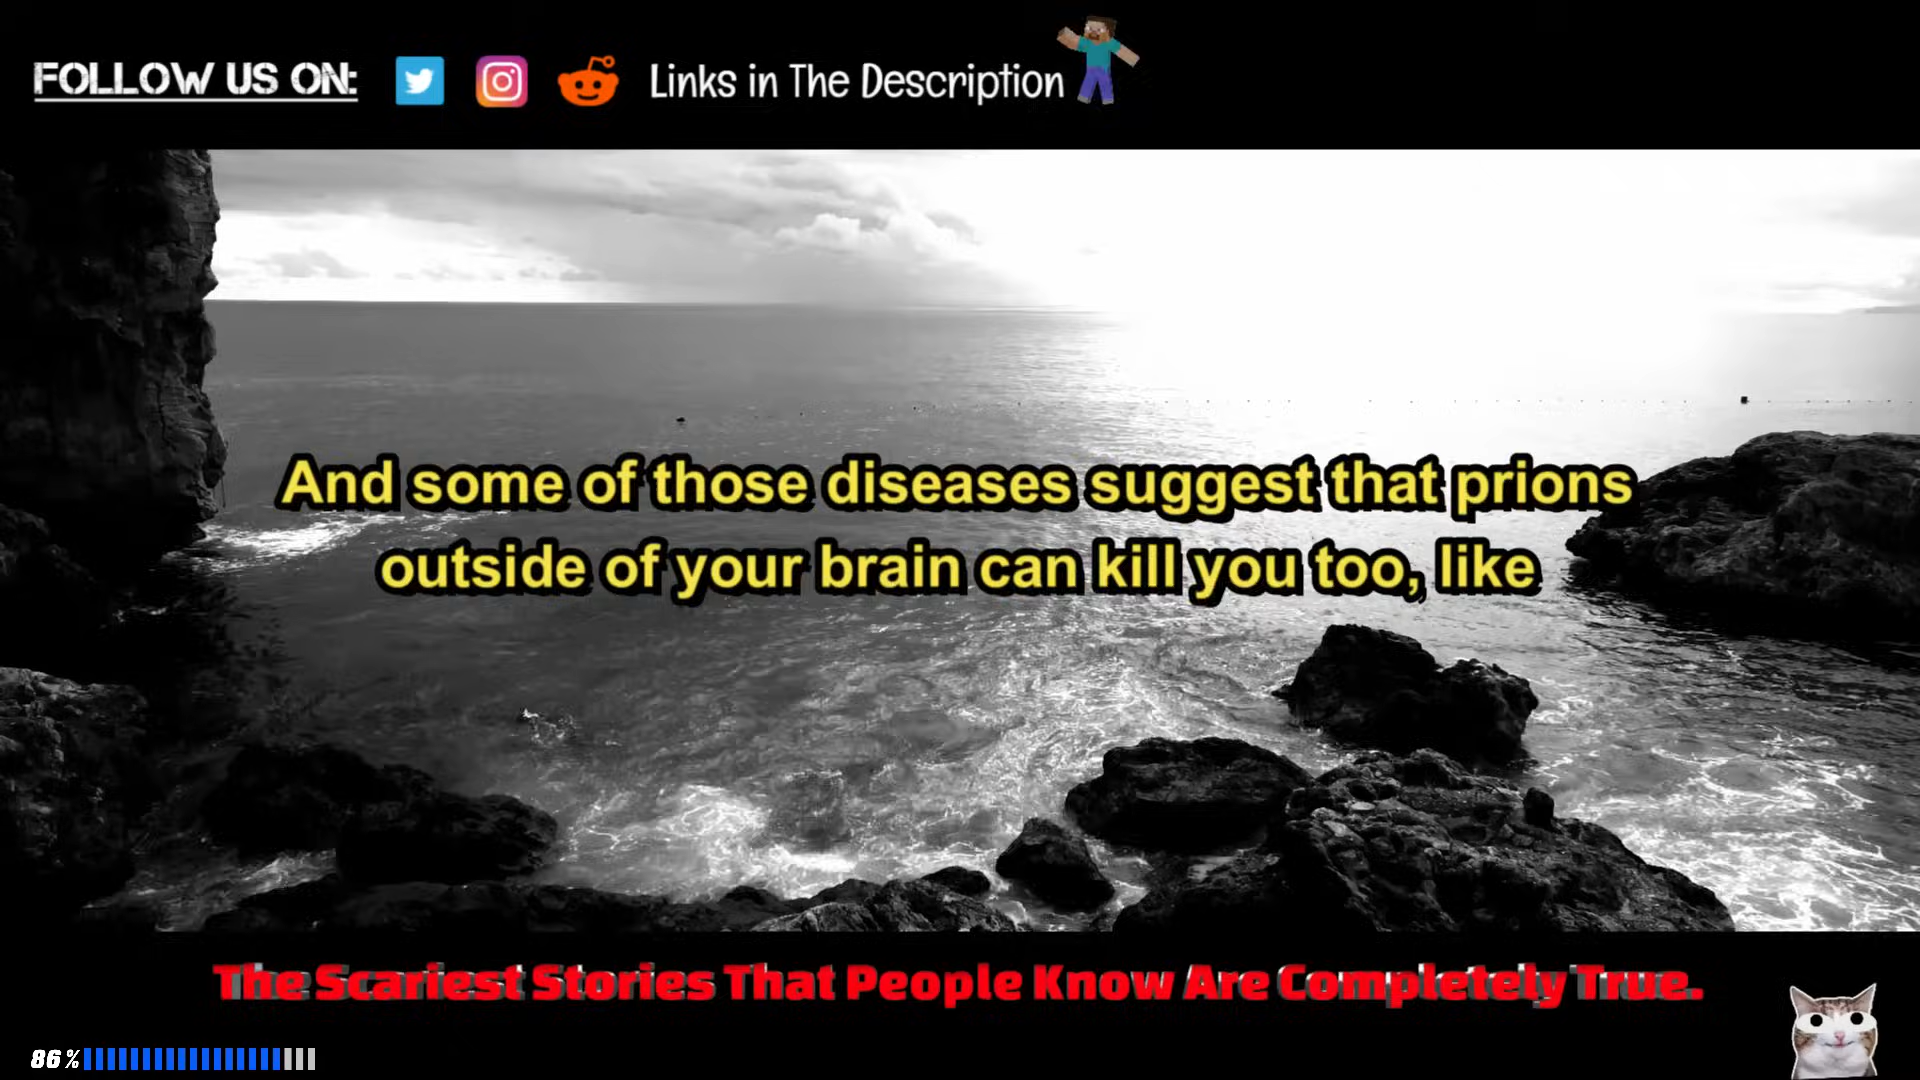 FOLLOW US ON:
Links in The Description
And some of those diseases suggest that prions
outside of your brain can kill you too, like
The Scariest Stories That People Know Are Completely True.
86%